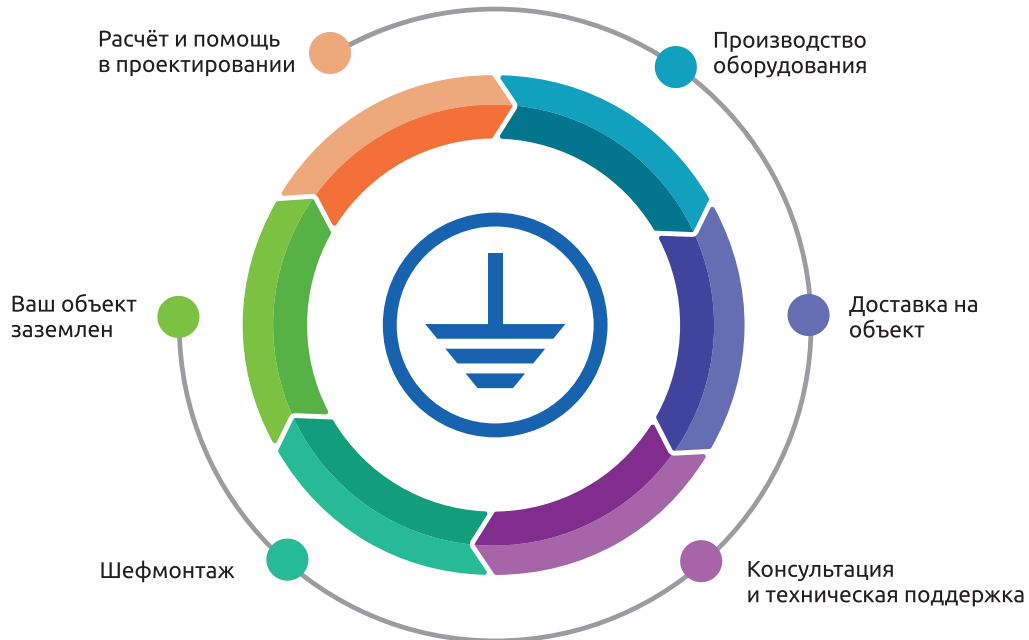 Расчёт и помощь
в проектировании
Производство
оборудования
Доставка на
объект
Консультация
и техническая поддержка
Шефмонтаж
Ваш объект
заземлен